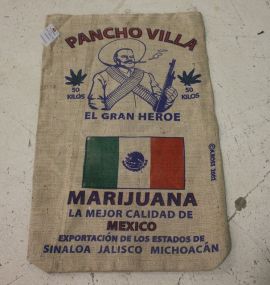 PANCHO VILLA
50
KILOS
50
KILOS
EL GRAN HEROE
MARIJUANA
LA MEJOR CALIDAD DE
MEXICO
EXPORTACIÓN DE LOS ESTADOS DE
SINALOA JALISCO MICHOACÁN